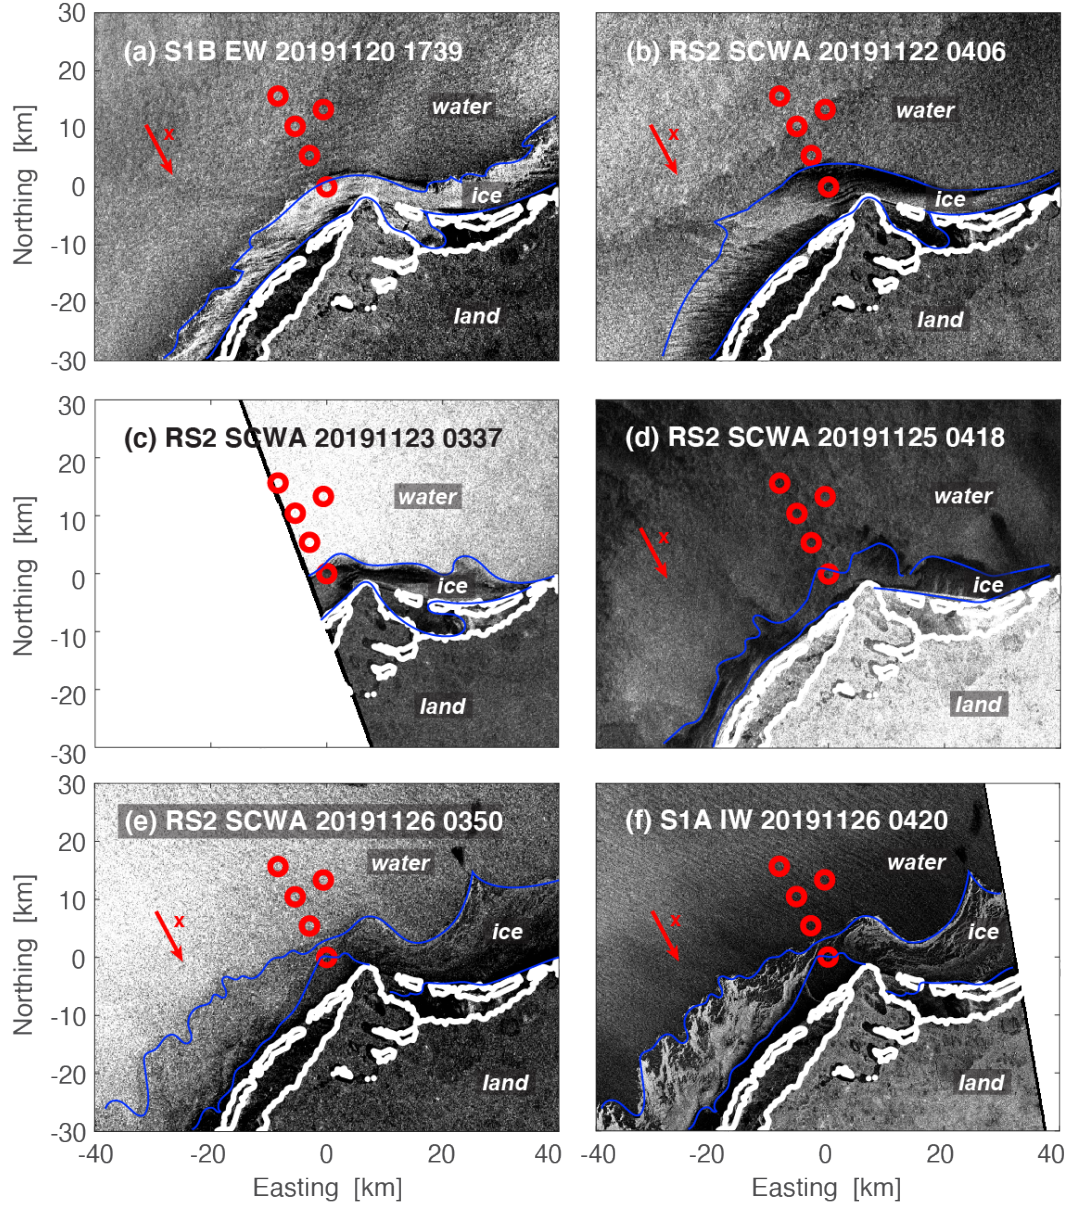 (a) S1B EW 20191120 1739
(b) RS2 SCWA 20191122 0406
30
20
10
0
-10
-20
-30
Northing [km]
x
water
ice
land
x
water
ice
land
(c) RS2 SCWA 20191123 0337
(d) RS2 SCWA 20191125 0418
30
20
10
0
-10
-20
-30
Northing [km]
water
ice
land
x
water
ice
land
(e) RS2 SCWA 20191126 0350
(f) S1A IW 20191126 0420
30
20
10
0
-10
-20
-30
Northing [km]
x
water
ice
land
x
water
ice
land
-40 -20 0 20 40
-40 -20 0 20 40
Easting [km]
Easting [km]